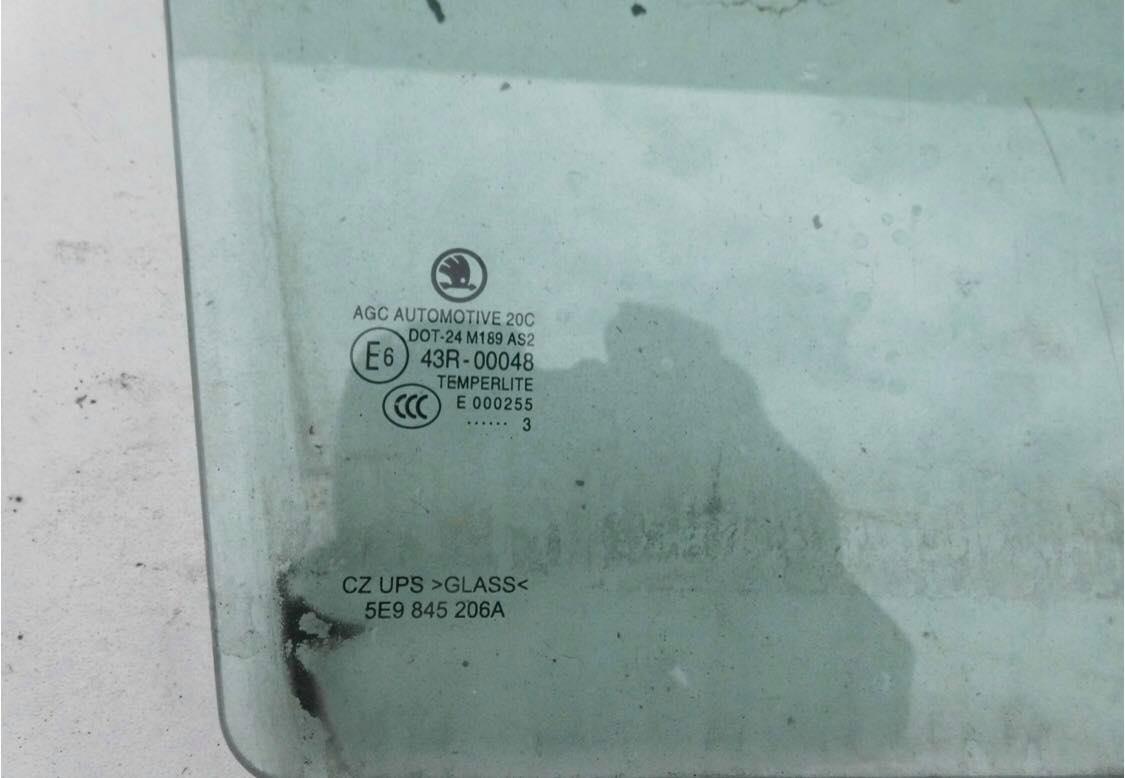 AGC AUTOMOTIVE 20C
DOT-24 M189 AS2
E6 43R-00048
TEMPERLITE
CCC E 000255
...... 3
CZ UPS >GLASS<
5E9 845 206A